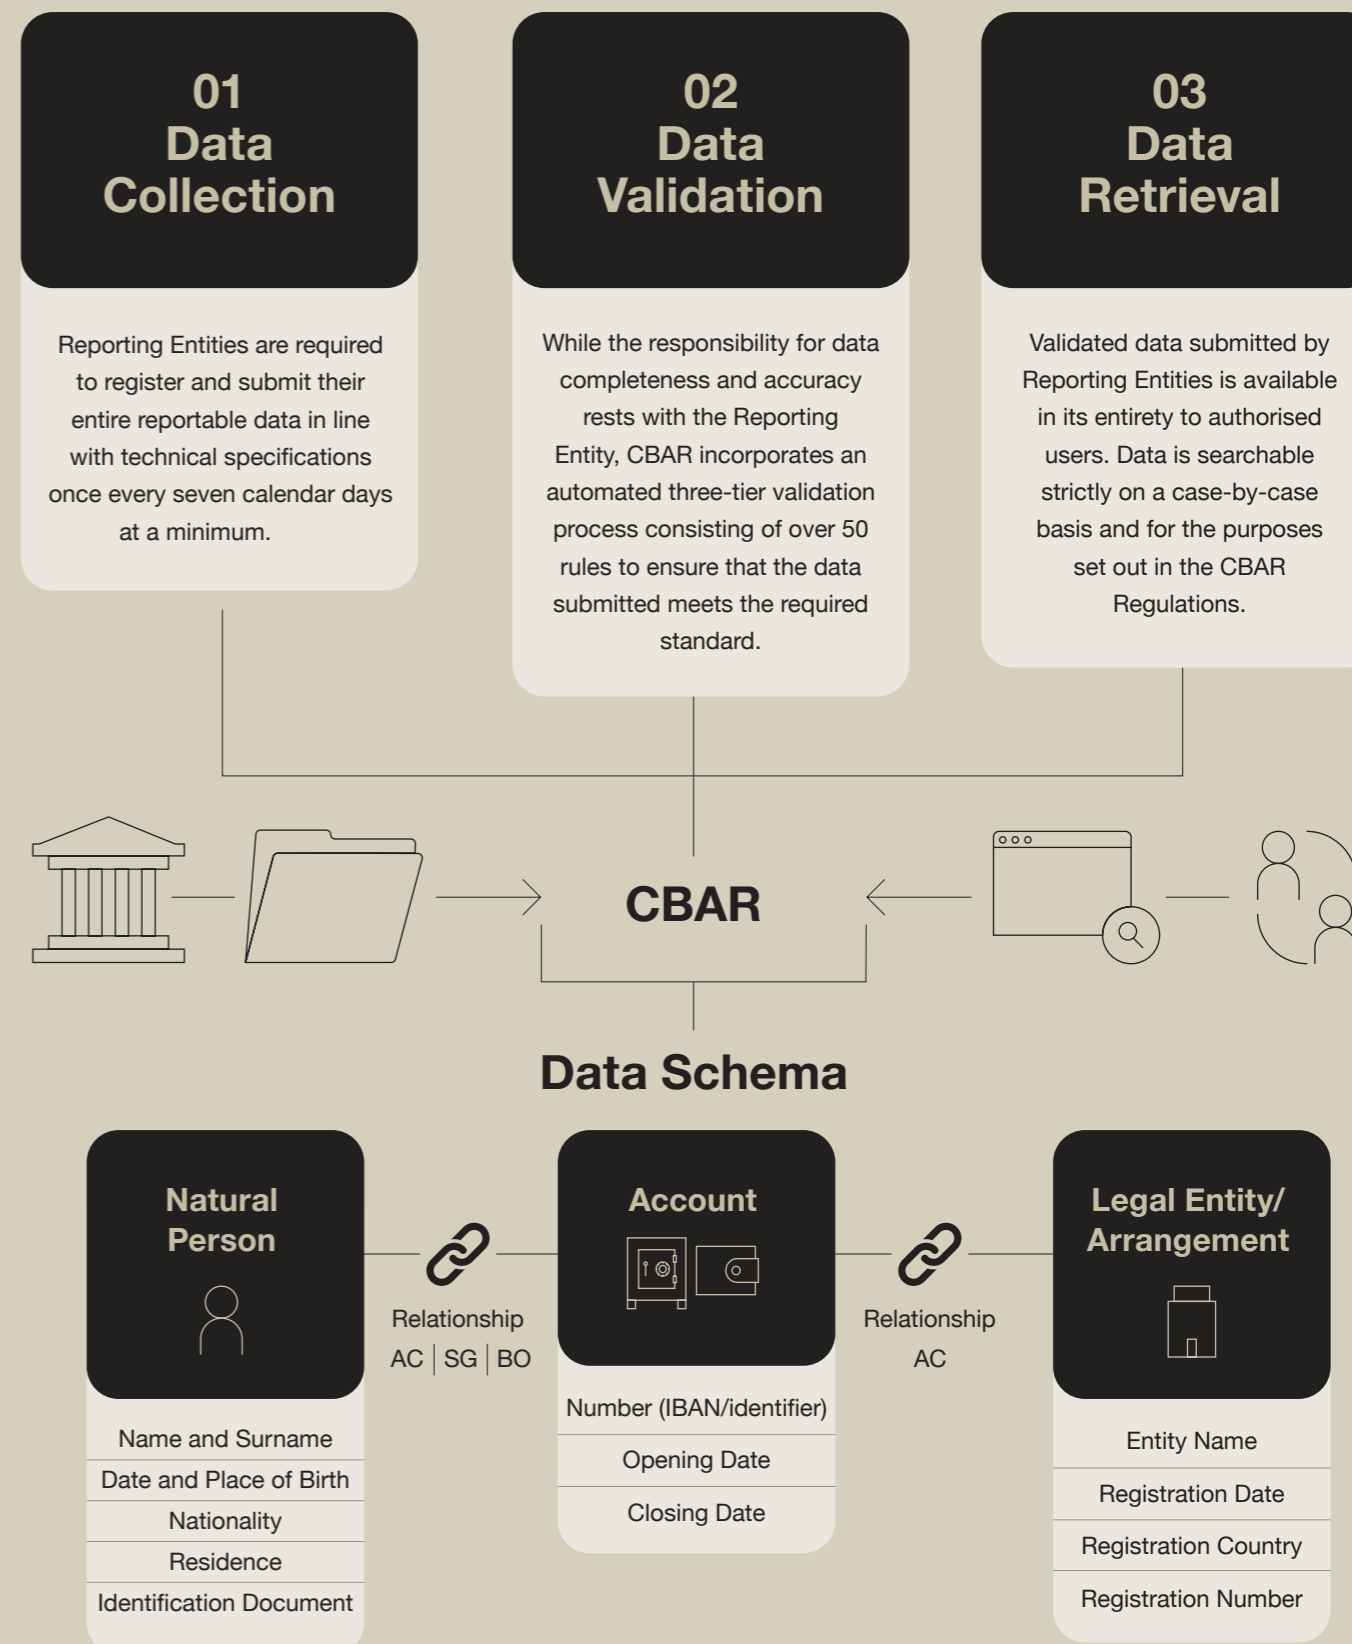 01
Data
Collection
Reporting Entities are required
to register and submit their
entire reportable data in line
with technical specifications
once every seven calendar days
at a minimum.
02
Data
Validation
While the responsibility for data
completeness and accuracy
rests with the Reporting
Entity, CBAR incorporates an
automated three-tier validation
process consisting of over 50
rules to ensure that the data
submitted meets the required
standard.
03
Data
Retrieval
Validated data submitted by
Reporting Entities is available
in its entirety to authorised
users. Data is searchable
strictly on a case-by-case
basis and for the purposes
set out in the CBAR
Regulations.
CBAR
Data Schema
Natural
Person
Name and Surname
Date and Place of Birth
Nationality
Residence
Identification Document
Relationship
AC | SG | BO
Account
Number (IBAN/identifier)
Opening Date
Closing Date
Relationship
AC
Legal Entity/
Arrangement
Entity Name
Registration Date
Registration Country
Registration Number